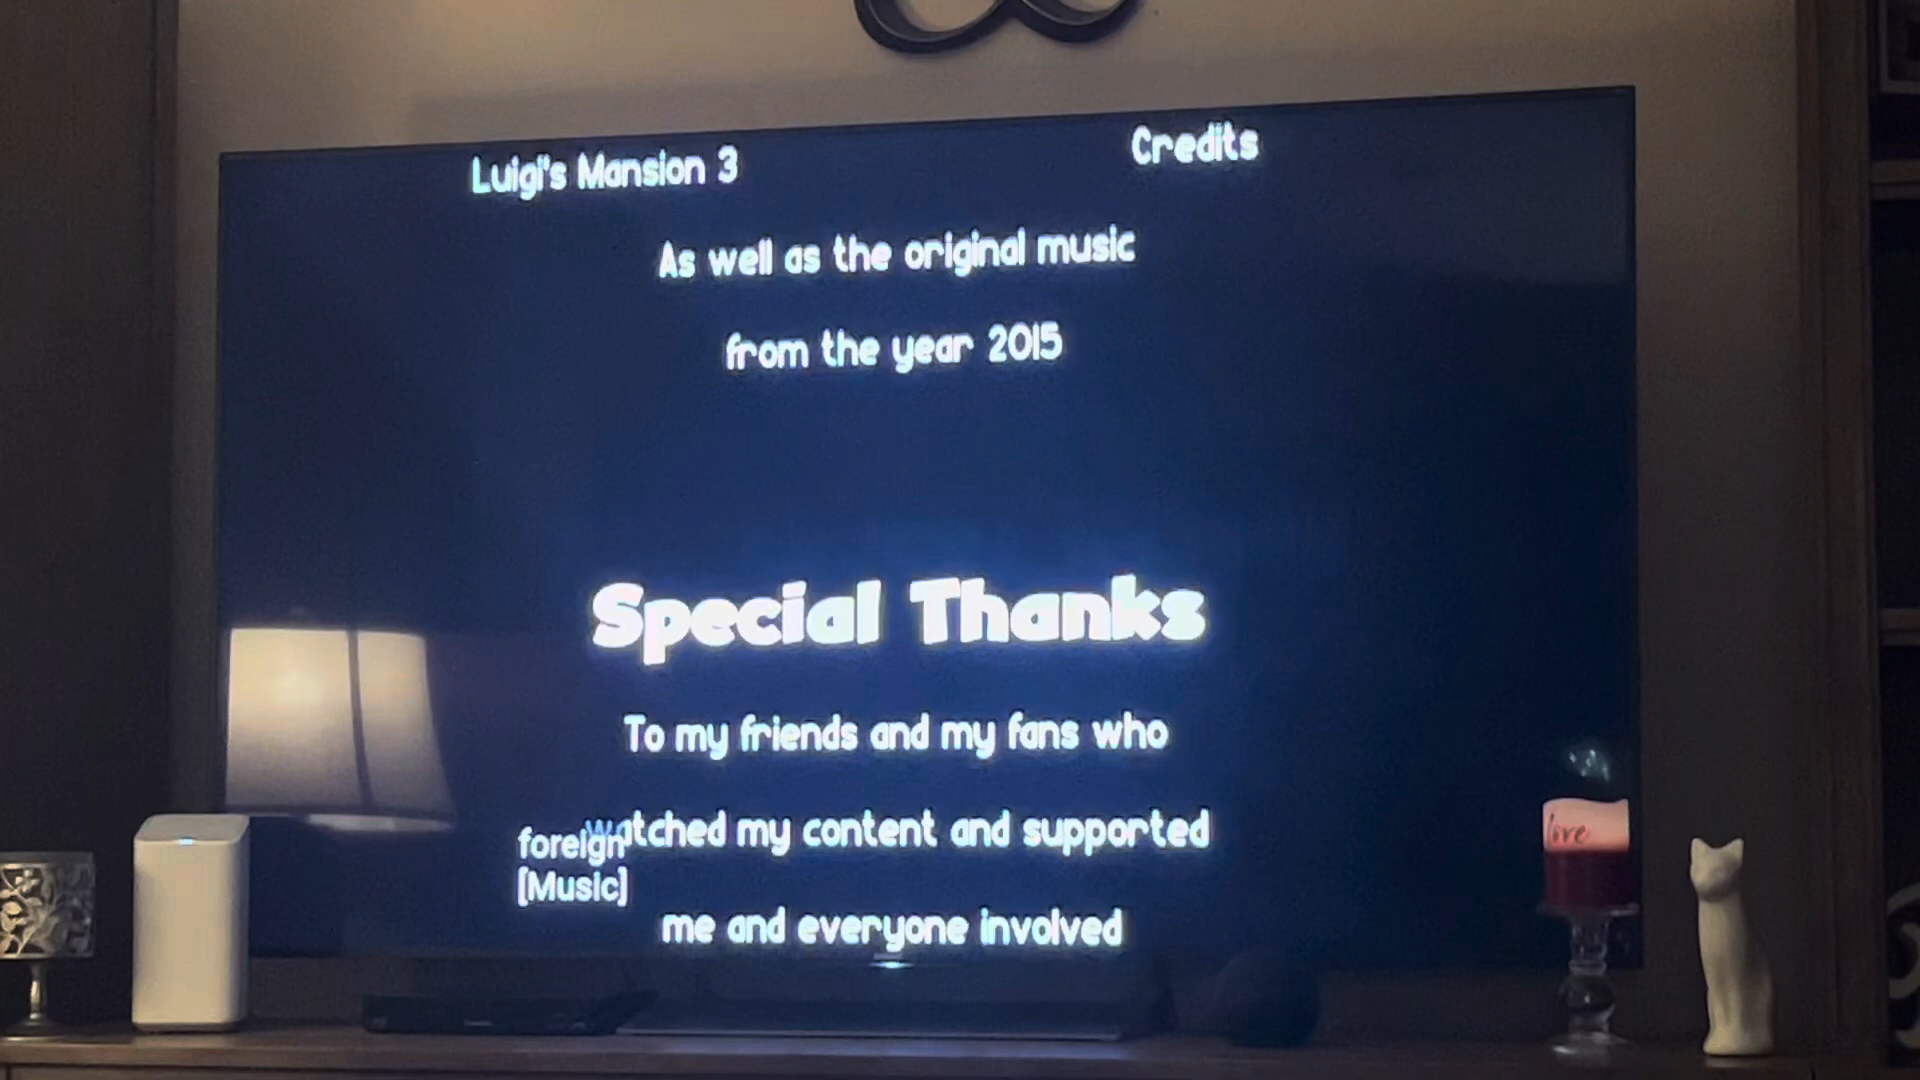 Luigi's Mansion 3
Credits
As well as the original music
from the year 2015
Special Thanks
To my friends and my fans who
watched my content and supported
foreign
[Music]
me and everyone involved
love